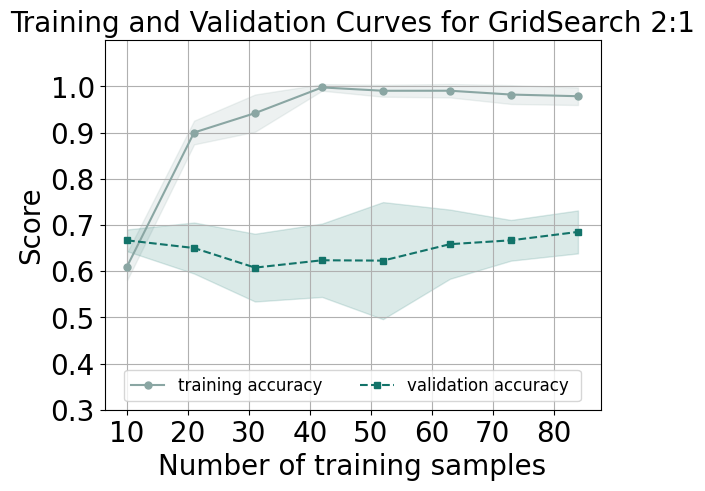 Training and Validation Curves for GridSearch 2:1
Score
1.0
0.9
0.8
0.7
0.6
0.5
0.4
0.3
training accuracy
validation accuracy
10 20 30 40 50 60 70 80
Number of training samples